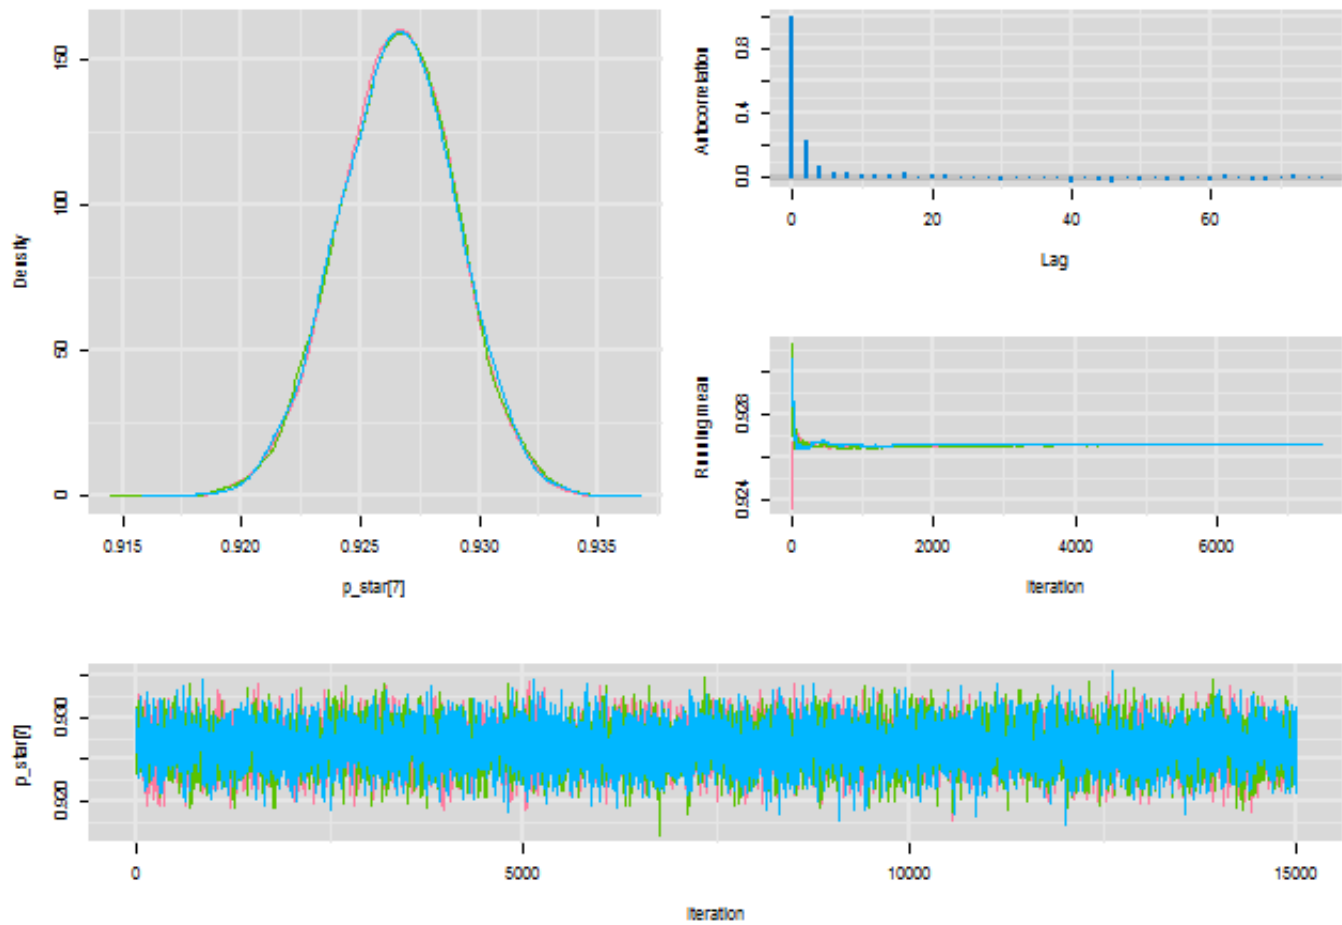 Density
150
100
50
0
0.915 0.920 0.925 0.930 0.935
p_star[7]
Autocorrelation
0.8
0.4
0.0
0 20 40 60
Lag
Running mean
0.928
0.924
0 2000 4000 6000
Iteration
p_star[7]
0.930
0.920
0 5000 10000 15000
Iteration